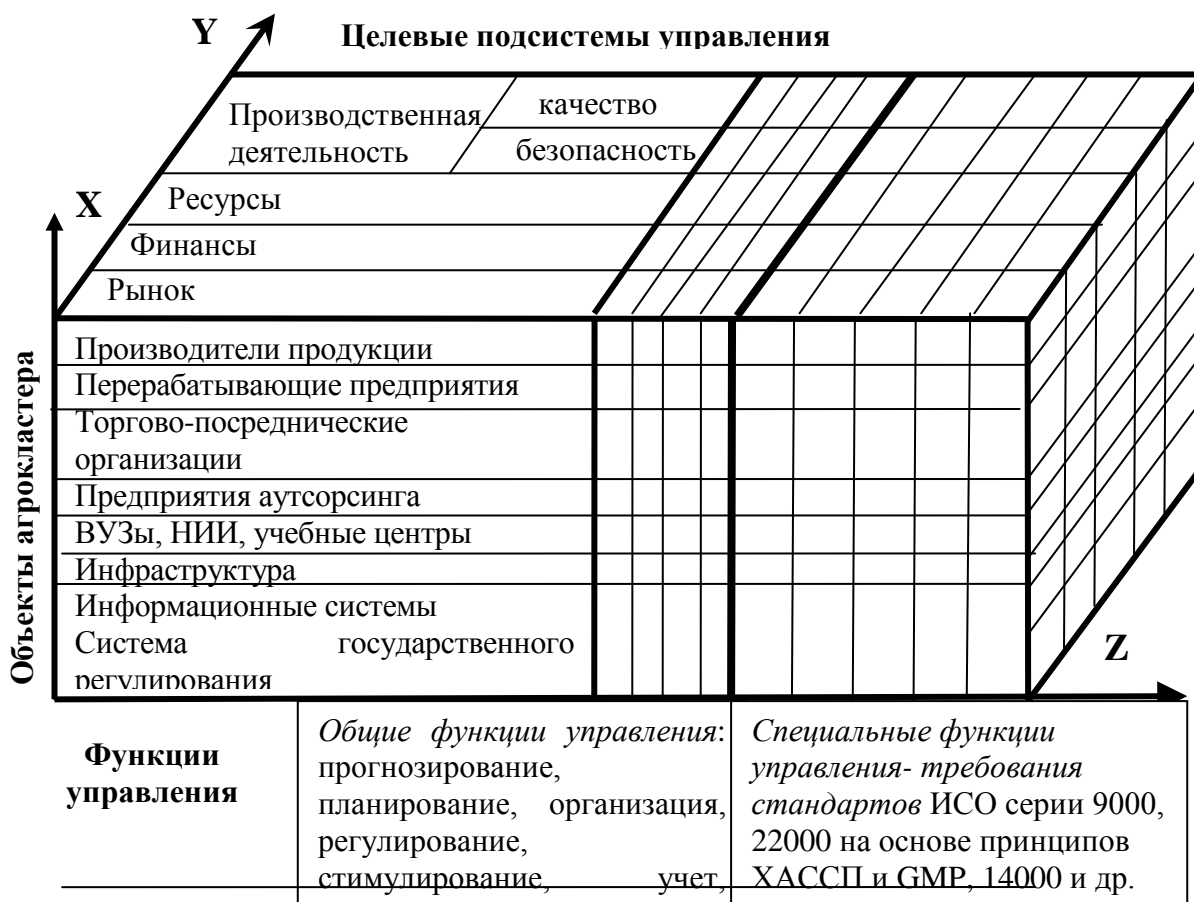 Y
Целевые подсистемы управления
Производственная
деятельность
качество
безопасность
Ресурсы
Финансы
Рынок
X
Объекты агрокластера
Производители продукции
Перерабатывающие предприятия
Торгово-посреднические
организации
Предприятия аутсорсинга
ВУЗы, НИИ, учебные центры
Инфраструктура
Информационные системы
Система государственного
регулирования
Z
Функции
управления
Общие функции управления:
прогнозирование,
планирование, организация,
регулирование,
стимулирование, учет,
Специальные функции
управления- требования
стандартов ИСО серии 9000,
22000 на основе принципов
ХАССП и GMP, 14000 и др.